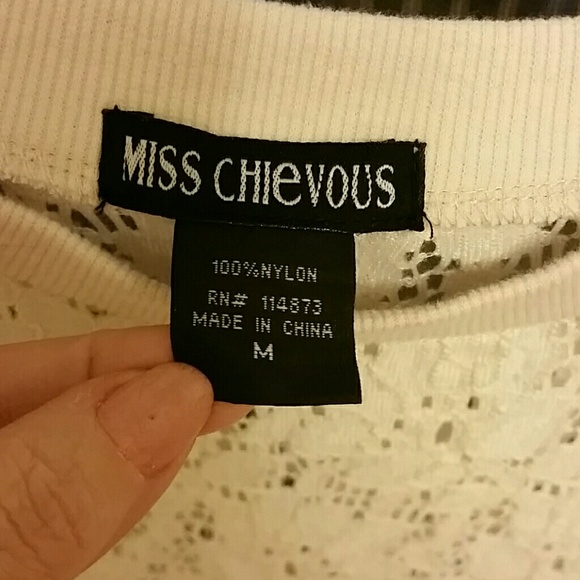 MISS CHIeVOUS
100%NYLON
RN# 114873
MADE IN CHINA
M